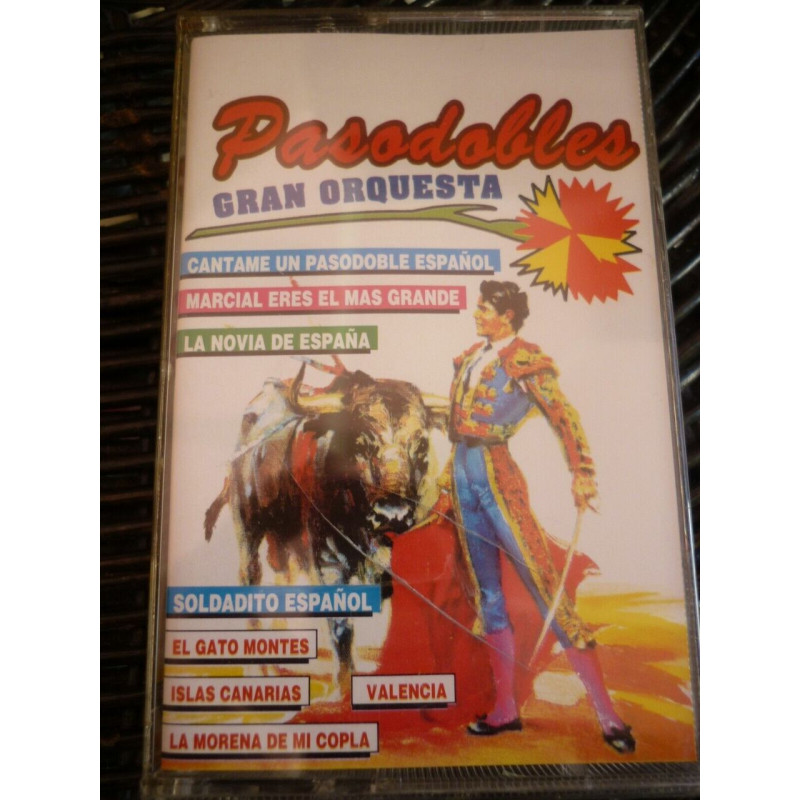 Pasodobles
GRAN ORQUESTA
CANTAME UN PASODOBLE ESPAÑOL
MARCIAL ERES EL MAS GRANDE
LA NOVIA DE ESPAÑA
SOLDADITO ESPAÑOL
EL GATO MONTES
ISLAS CANARIAS VALENCIA
LA MORENA DE MI COPLA